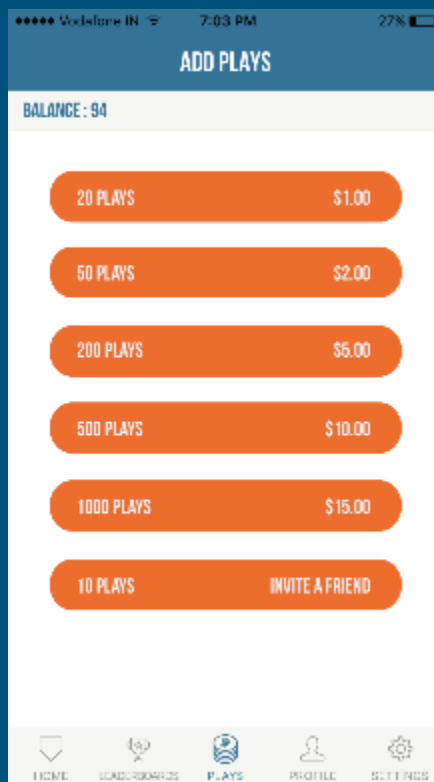 Vodafone IN 7:03 PM 27%
ADD PLAYS
BALANCE : 94
20 PLAYS $1.00
50 PLAYS $2.00
200 PLAYS $5.00
500 PLAYS $10.00
1000 PLAYS $15.00
10 PLAYS INVITE A FRIEND
HOME LEADERBOARDS PLAYS PROFILE SETTINGS